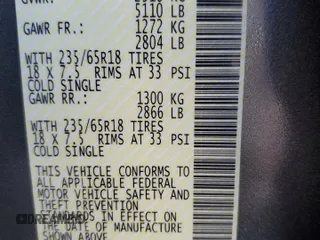 GVWR:
5110 LB
GAWR FR.: 1272 KG
2804 LB
WITH 235/65R18 TIRES
18 X 7.5 RIMS AT 33 PSI
COLD SINGLE
GAWR RR.: 1300 KG
2866 LB
WITH 235/65R18 TIRES
18 X 7.5 RIMS AT 33 PSI
COLD SINGLE
THIS VEHICLE CONFORMS TO
ALL APPLICABLE FEDERAL
MOTOR VEHICLE SAFETY AND
THEFT PREVENTION
IN EFFECT ON
THE DATE OF MANUFACTURE
SHOWN ABOVE